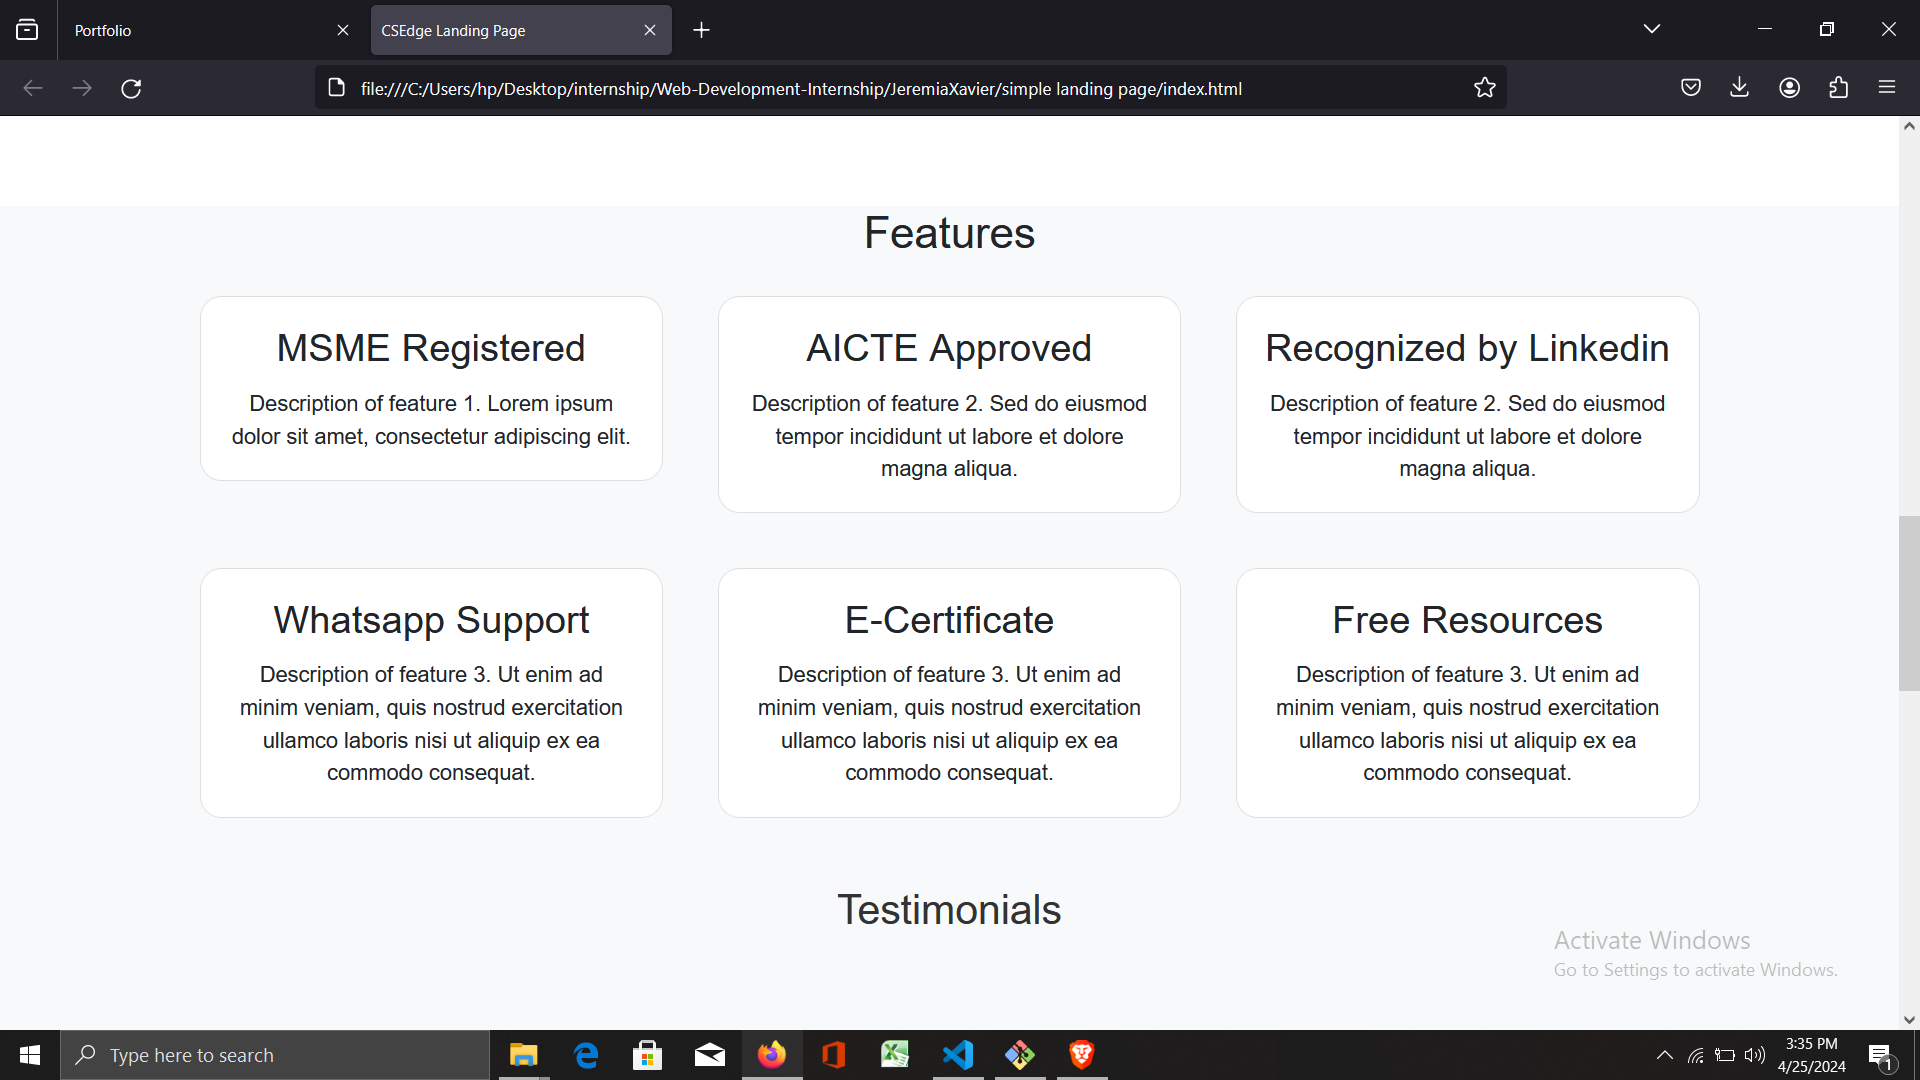 Portfolio
CSEdge Landing Page
file:///C:/Users/hp/Desktop/internship/Web-Development-Internship/JeremiaXavier/simple landing page/index.html
Features
MSME Registered
Description of feature 1. Lorem ipsum
dolor sit amet, consectetur adipiscing elit.
AICTE Approved
Description of feature 2. Sed do eiusmod
tempor incididunt ut labore et dolore
magna aliqua.
Recognized by Linkedin
Description of feature 2. Sed do eiusmod
tempor incididunt ut labore et dolore
magna aliqua.
Whatsapp Support
Description of feature 3. Ut enim ad
minim veniam, quis nostrud exercitation
ullamco laboris nisi ut aliquip ex ea
commodo consequat.
E-Certificate
Description of feature 3. Ut enim ad
minim veniam, quis nostrud exercitation
ullamco laboris nisi ut aliquip ex ea
commodo consequat.
Free Resources
Description of feature 3. Ut enim ad
minim veniam, quis nostrud exercitation
ullamco laboris nisi ut aliquip ex ea
commodo consequat.
Testimonials
Activate Windows
Go to Settings to activate Windows.
Type here to search
3:35 PM
4/25/2024
1